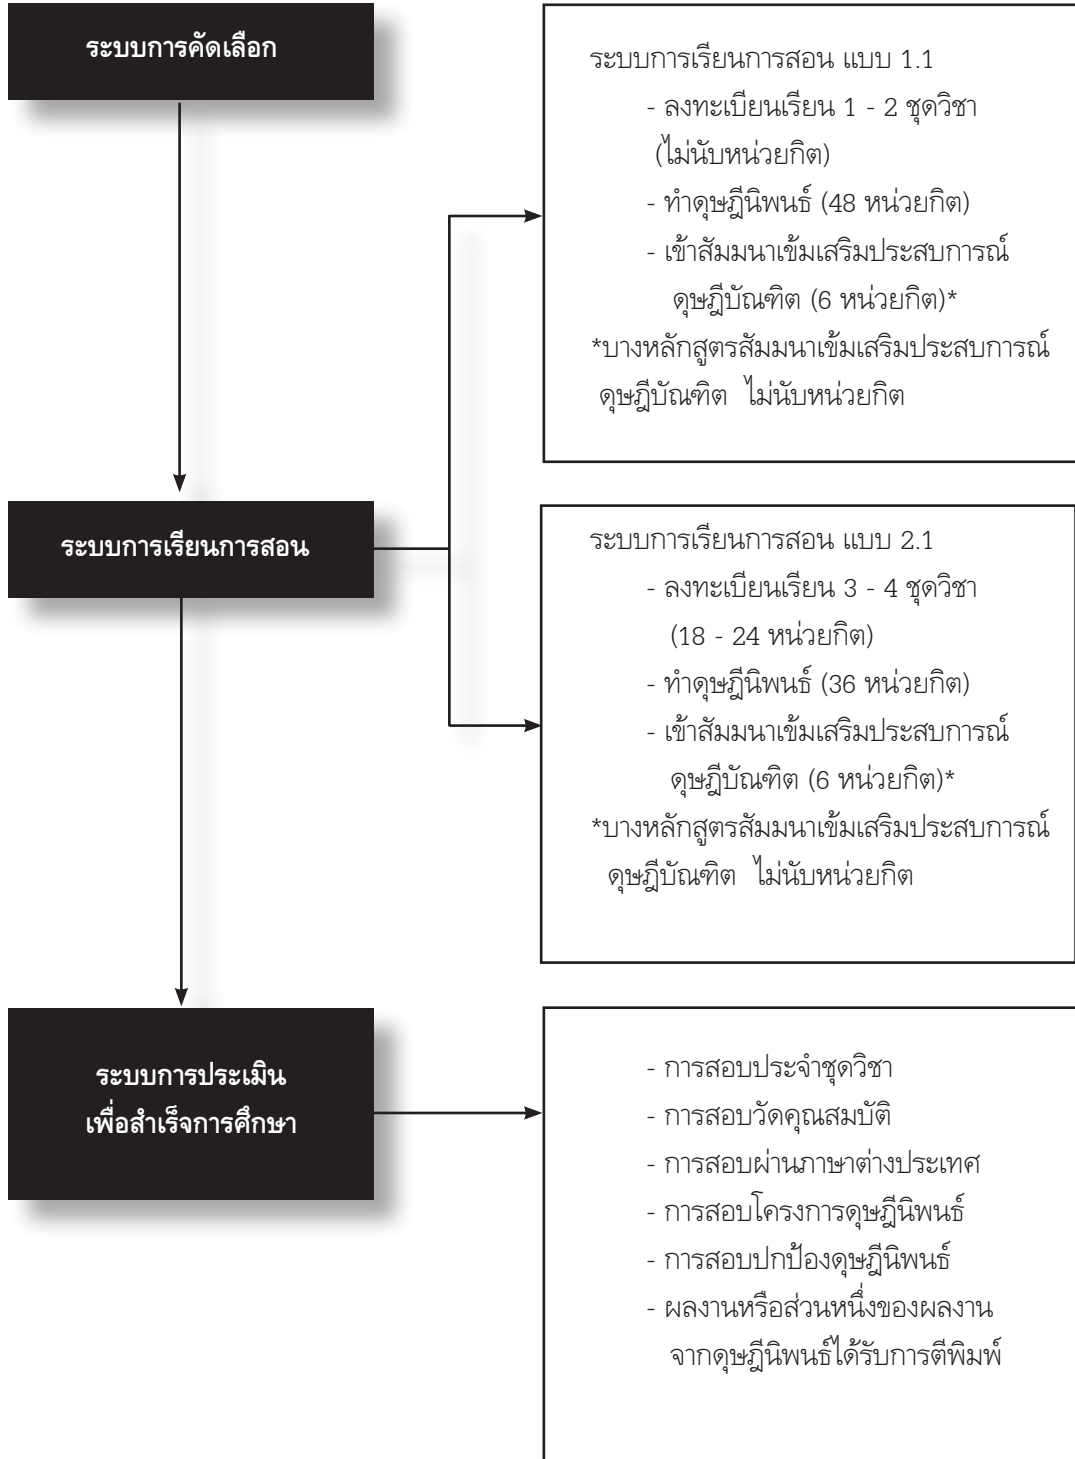 ระบบการคัดเลือก
ระบบการเรียนการสอน แบบ 1.1
- ลงทะเบียนเรียน 1 - 2 ชุดวิชา
(ไม่นับหน่วยกิต)
- ทำดุษฎีนิพนธ์ (48 หน่วยกิต)
- เข้าสัมมนาเข้มเสริมประสบการณ์
ดุษฎีบัณฑิต (6 หน่วยกิต)*
*บางหลักสูตรสัมมนาเข้มเสริมประสบการณ์
ดุษฎีบัณฑิต ไม่นับหน่วยกิต
ระบบการเรียนการสอน
ระบบการเรียนการสอน แบบ 2.1
- ลงทะเบียนเรียน 3 - 4 ชุดวิชา
(18 - 24 หน่วยกิต)
- ทำดุษฎีนิพนธ์ (36 หน่วยกิต)
- เข้าสัมมนาเข้มเสริมประสบการณ์
ดุษฎีบัณฑิต (6 หน่วยกิต)*
*บางหลักสูตรสัมมนาเข้มเสริมประสบการณ์
ดุษฎีบัณฑิต ไม่นับหน่วยกิต
ระบบการประเมิน
เพื่อสำเร็จการศึกษา
- การสอบประจำชุดวิชา
- การสอบวัดคุณสมบัติ
- การสอบผ่านภาษาต่างประเทศ
- การสอบโครงการดุษฎีนิพนธ์
- การสอบปกป้องดุษฎีนิพนธ์
- ผลงานหรือส่วนหนึ่งของผลงาน
จากดุษฎีนิพนธ์ได้รับการตีพิมพ์